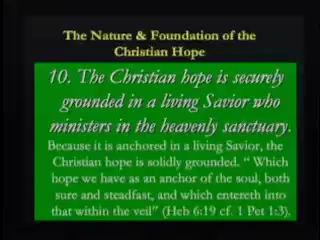 The Nature & Foundation of the
Christian Hope
10. The Christian hope is securely
grounded in a living Savior who
ministers in the heavenly sanctuary.
Because it is anchored in a living Savior, the
Christian hope is solidly grounded. “ Which
hope we have as an anchor of the soul, both
sure and steadfast, and which entereth into
that within the veil” (Heb 6:19 cf. 1 Pet 1:3).